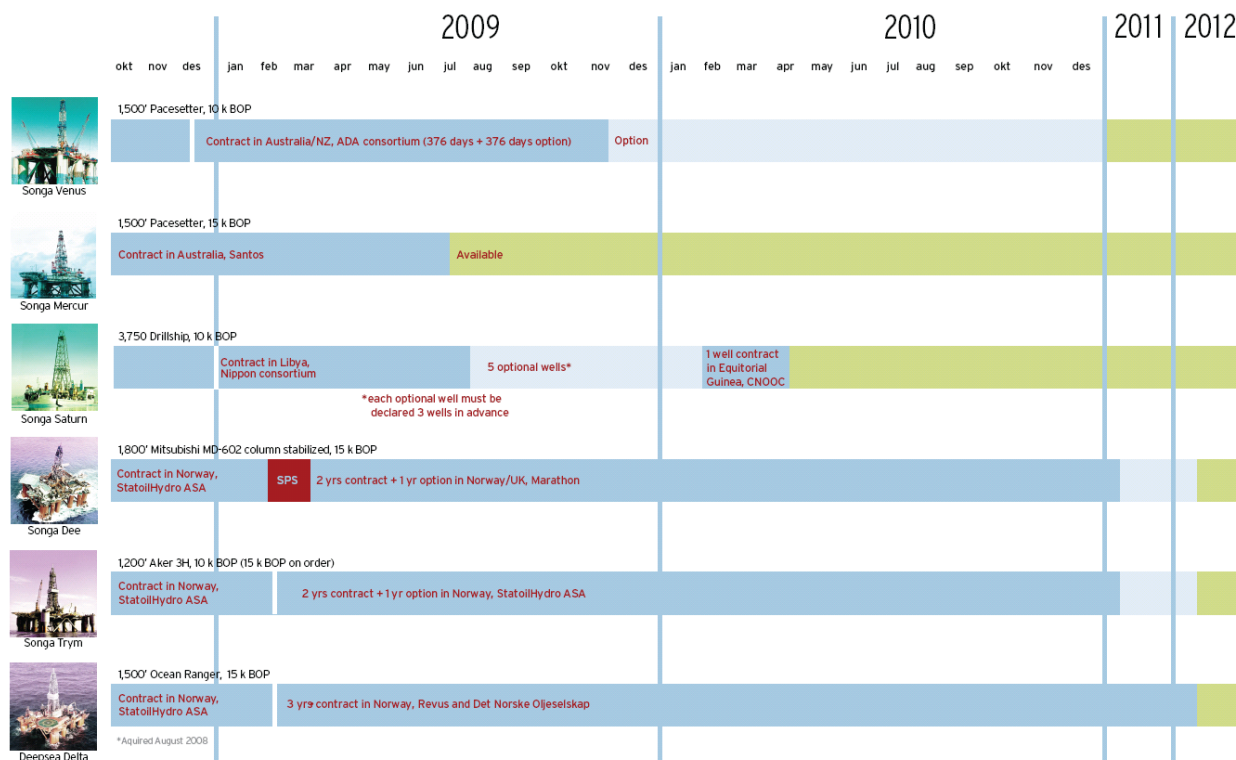 2009 2010 2011 2012
okt nov des jan feb mar apr may jun jul aug sep okt nov des jan feb mar apr may jun jul aug sep okt nov des
1,500' Pacesetter, 10 k BOP
Contract in Australia/NZ, ADA consortium (376 days + 376 days option)
Option
Songa Venus
1,500' Pacesetter, 15 k BOP
Contract in Australia, Santos
Available
Songa Mercur
3,750 Drillship, 10 k BOP
Contract in Libya,
Nippon consortium
5 optional wells*
1 well contract
in Equitorial
Guinea, CNOOC
*each optional well must be
declared 3 wells in advance
Songa Saturn
1,800' Mitsubishi MD-602 column stabilized, 15 k BOP
Contract in Norway,
StatoilHydro ASA
SPS
2 yrs contract + 1 yr option in Norway/UK, Marathon
Songa Dee
1,200' Aker 3H, 10 k BOP (15 k BOP on order)
Contract in Norway,
StatoilHydro ASA
2 yrs contract + 1 yr option in Norway, StatoilHydro ASA
Songa Trym
1,500' Ocean Ranger, 15 k BOP
Contract in Norway,
StatoilHydro ASA
3 yrs contract in Norway, Revus and Det Norske Oljeselskap
*Aquired August 2008
Deepsea Delta